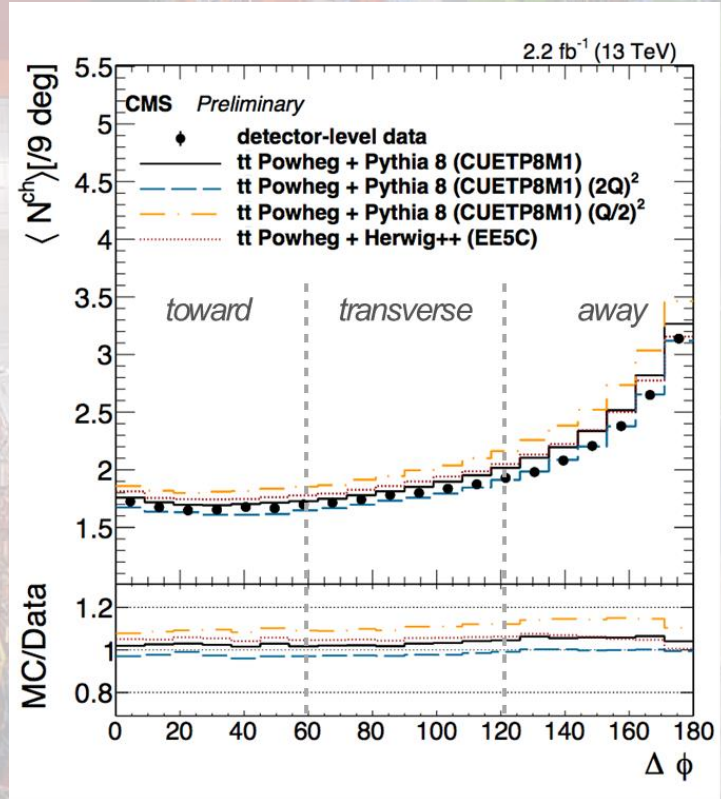 2.2 fb⁻¹ (13 TeV)
⟨ Nᶜʰ⟩[/9 deg]
5.5
5
4.5
4
3.5
3
2.5
2
1.5
CMS Preliminary
detector-level data
tt Powheg + Pythia 8 (CUETP8M1)
tt Powheg + Pythia 8 (CUETP8M1) (2Q)²
tt Powheg + Pythia 8 (CUETP8M1) (Q/2)²
tt Powheg + Herwig++ (EE5C)
toward transverse away
MC/Data
1.2
1
0.8
0 20 40 60 80 100 120 140 160 180
Δ ϕ